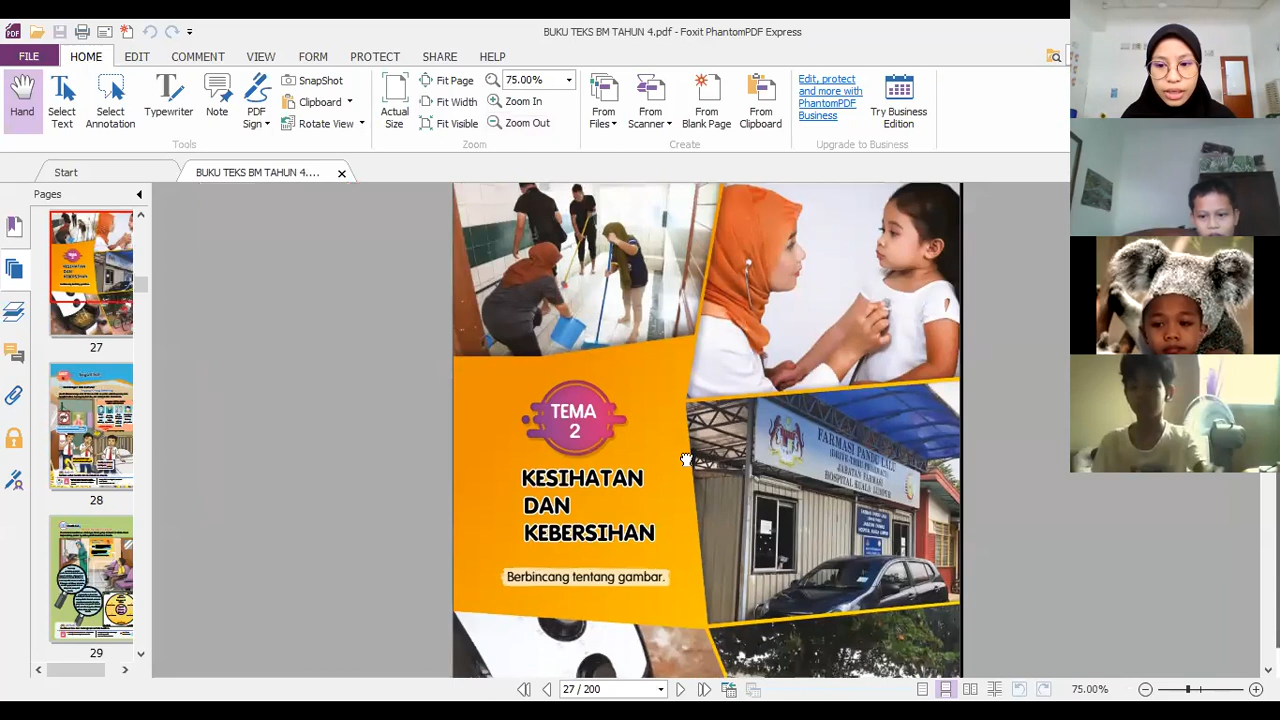 BUKU TEKS BM TAHUN 4.pdf - Foxit PhantomPDF Express
FILE HOME EDIT COMMENT VIEW FORM PROTECT SHARE HELP
Hand
Select Text
Select Annotation
Typewriter
Note
PDF Sign
SnapShot
Clipboard
Rotate View
Tools
Actual Size
Fit Page
Fit Width
Fit Visible
75.00%
Zoom In
Zoom Out
Zoom
From Files
From Scanner
From Blank Page
From Clipboard
Create
Edit, protect
and more with
PhantomPDF
Business
Try Business
Edition
Upgrade to Business
Start
BUKU TEKS BM TAHUN 4....
Pages
27
28
29
TEMA
2
KESIHATAN
DAN
KEBERSIHAN
Berbincang tentang gambar.
FARMASI PANDU LALU
(DRIVE-THRU PHARMACY)
JABATAN FARMASI
HOSPITAL KUALA LUMPUR
27 / 200
75.00%